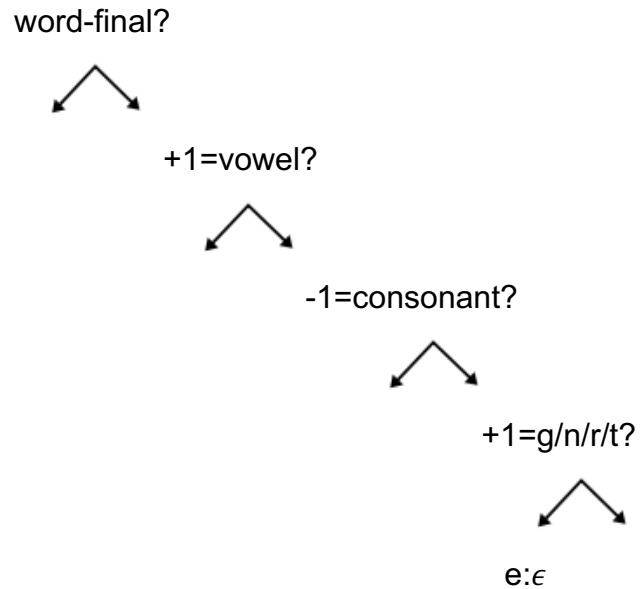 word-final?
+1=vowel?
-1=consonant?
+1=g/n/r/t?
e:ϵ